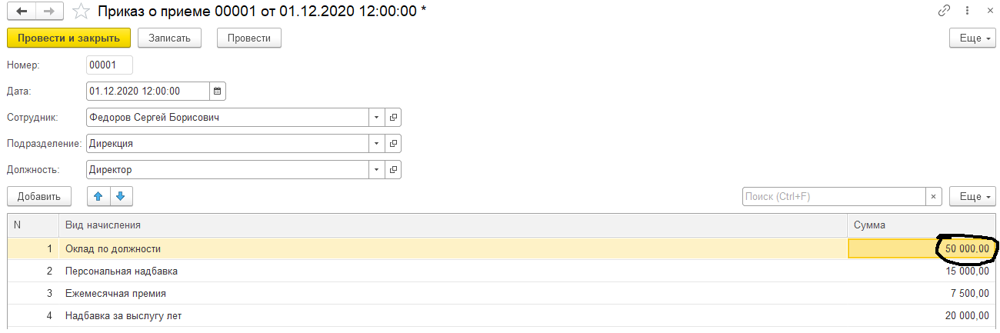 Приказ о приеме 00001 от 01.12.2020 12:00:00 *
Провести и закрыть Записать Провести Еще
Номер: 00001
Дата: 01.12.2020 12:00:00
Сотрудник: Федоров Сергей Борисович
Подразделение: Дирекция
Должность: Директор
Добавить Поиск (Ctrl+F) × Еще
N Вид начисления Сумма
1 Оклад по должности 50 000,00
2 Персональная надбавка 15 000,00
3 Ежемесячная премия 7 500,00
4 Надбавка за выслугу лет 20 000,00